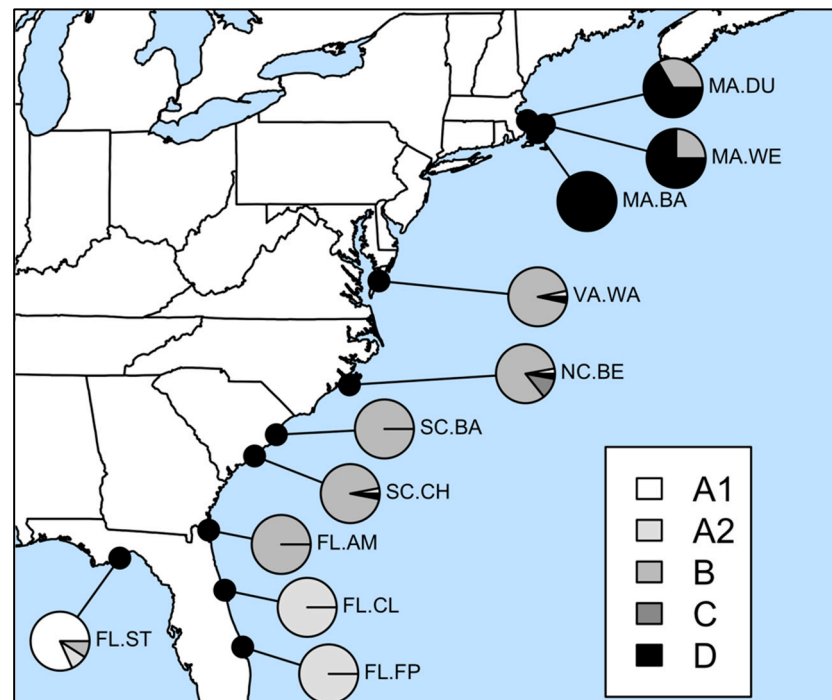 MA.DU
MA.WE
MA.BA
VA.WA
NC.BE
SC.BA
SC.CH
FL.AM
FL.CL
FL.ST
FL.FP
A1
A2
B
C
D